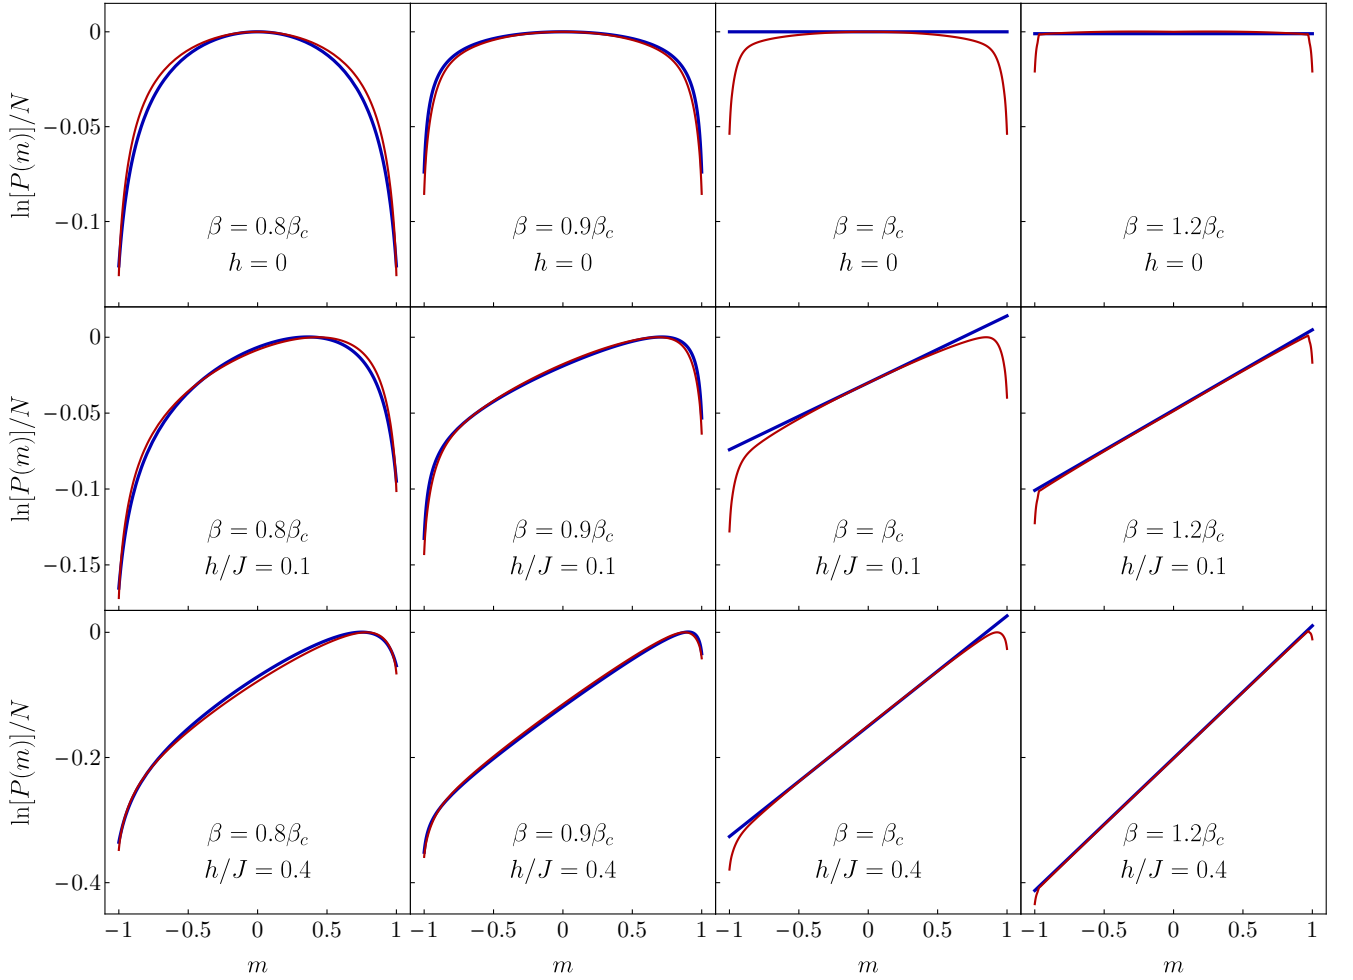 ln[P(m)]/N
0
−0.05
−0.1
β = 0.8β_c
h = 0
β = 0.9β_c
h = 0
β = β_c
h = 0
β = 1.2β_c
h = 0
ln[P(m)]/N
0
−0.05
−0.1
−0.15
β = 0.8β_c
h/J = 0.1
β = 0.9β_c
h/J = 0.1
β = β_c
h/J = 0.1
β = 1.2β_c
h/J = 0.1
ln[P(m)]/N
0
−0.2
−0.4
β = 0.8β_c
h/J = 0.4
β = 0.9β_c
h/J = 0.4
β = β_c
h/J = 0.4
β = 1.2β_c
h/J = 0.4
−1 −0.5 0 0.5 1
−1 −0.5 0 0.5 1
−1 −0.5 0 0.5 1
−1 −0.5 0 0.5 1
m m m m